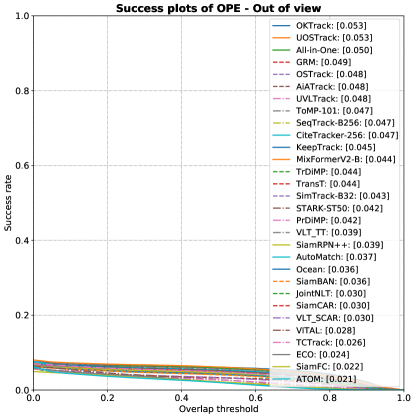 Success plots of OPE - Out of view
1.0
0.8
0.6
0.4
0.2
0.0
Success rate
0.0 0.2 0.4 0.6 0.8 1.0
Overlap threshold
OKTrack: [0.053]
UOSTrack: [0.053]
All-in-One: [0.050]
GRM: [0.049]
OSTrack: [0.048]
AiATrack: [0.048]
UVLTrack: [0.048]
ToMP-101: [0.047]
SeqTrack-B256: [0.047]
CiteTracker-256: [0.047]
KeepTrack: [0.045]
MixFormerV2-B: [0.044]
TrDiMP: [0.044]
TransT: [0.044]
SimTrack-B32: [0.043]
STARK-ST50: [0.042]
PrDiMP: [0.042]
VLT_TT: [0.039]
SiamRPN++: [0.039]
AutoMatch: [0.037]
Ocean: [0.036]
SiamBAN: [0.036]
JointNLT: [0.030]
SiamCAR: [0.030]
VLT_SCAR: [0.030]
VITAL: [0.028]
TCTrack: [0.026]
ECO: [0.024]
SiamFC: [0.022]
ATOM: [0.021]